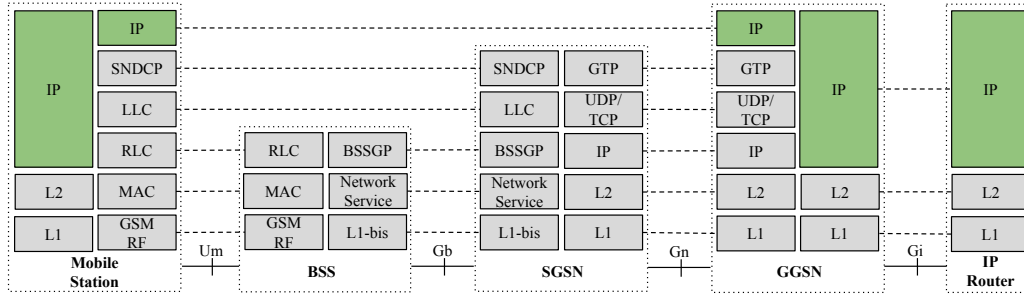 IP
IP
SNDCP
LLC
RLC
L2
MAC
L1
GSM
RF
Mobile
Station
Um
RLC
BSSGP
MAC
Network
Service
GSM
RF
L1-bis
BSS
Gb
SNDCP
GTP
LLC
UDP/
TCP
BSSGP
IP
Network
Service
L2
L1-bis
L1
SGSN
Gn
IP
IP
GTP
UDP/
TCP
IP
L2
L2
L1
L1
GGSN
Gi
IP
L2
L1
IP
Router